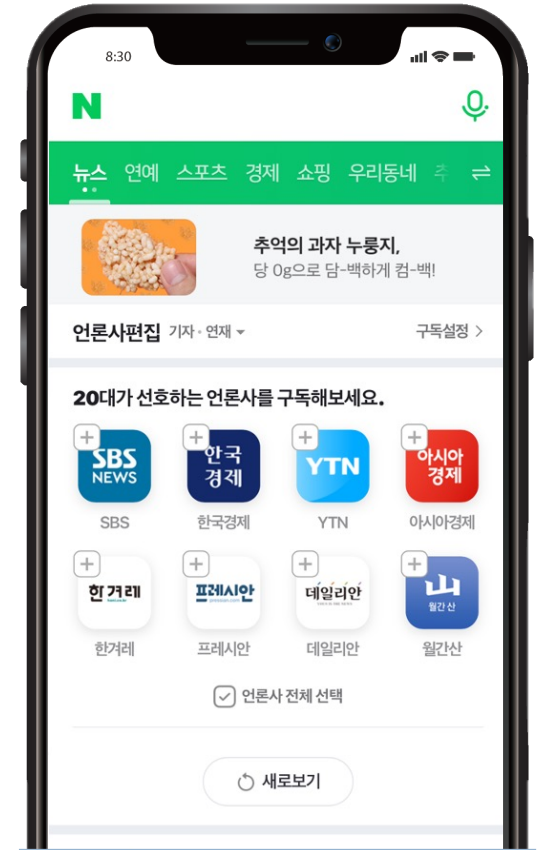 8:30
N
뉴스 연예 스포츠 경제 쇼핑 우리동네
추억의 과자 누룽지,
당 0g으로 담-백하게 컴-백!
언론사편집 기자·연재 구독설정
20대가 선호하는 언론사를 구독해보세요.
SBS
NEWS
한국
경제
YTN
아시아
경제
SBS 한국경제 YTN 아시아경제
한겨레 프레시안 데일리안 山
월간산
한겨레 프레시안 데일리안 월간산
언론사 전체 선택
새로보기